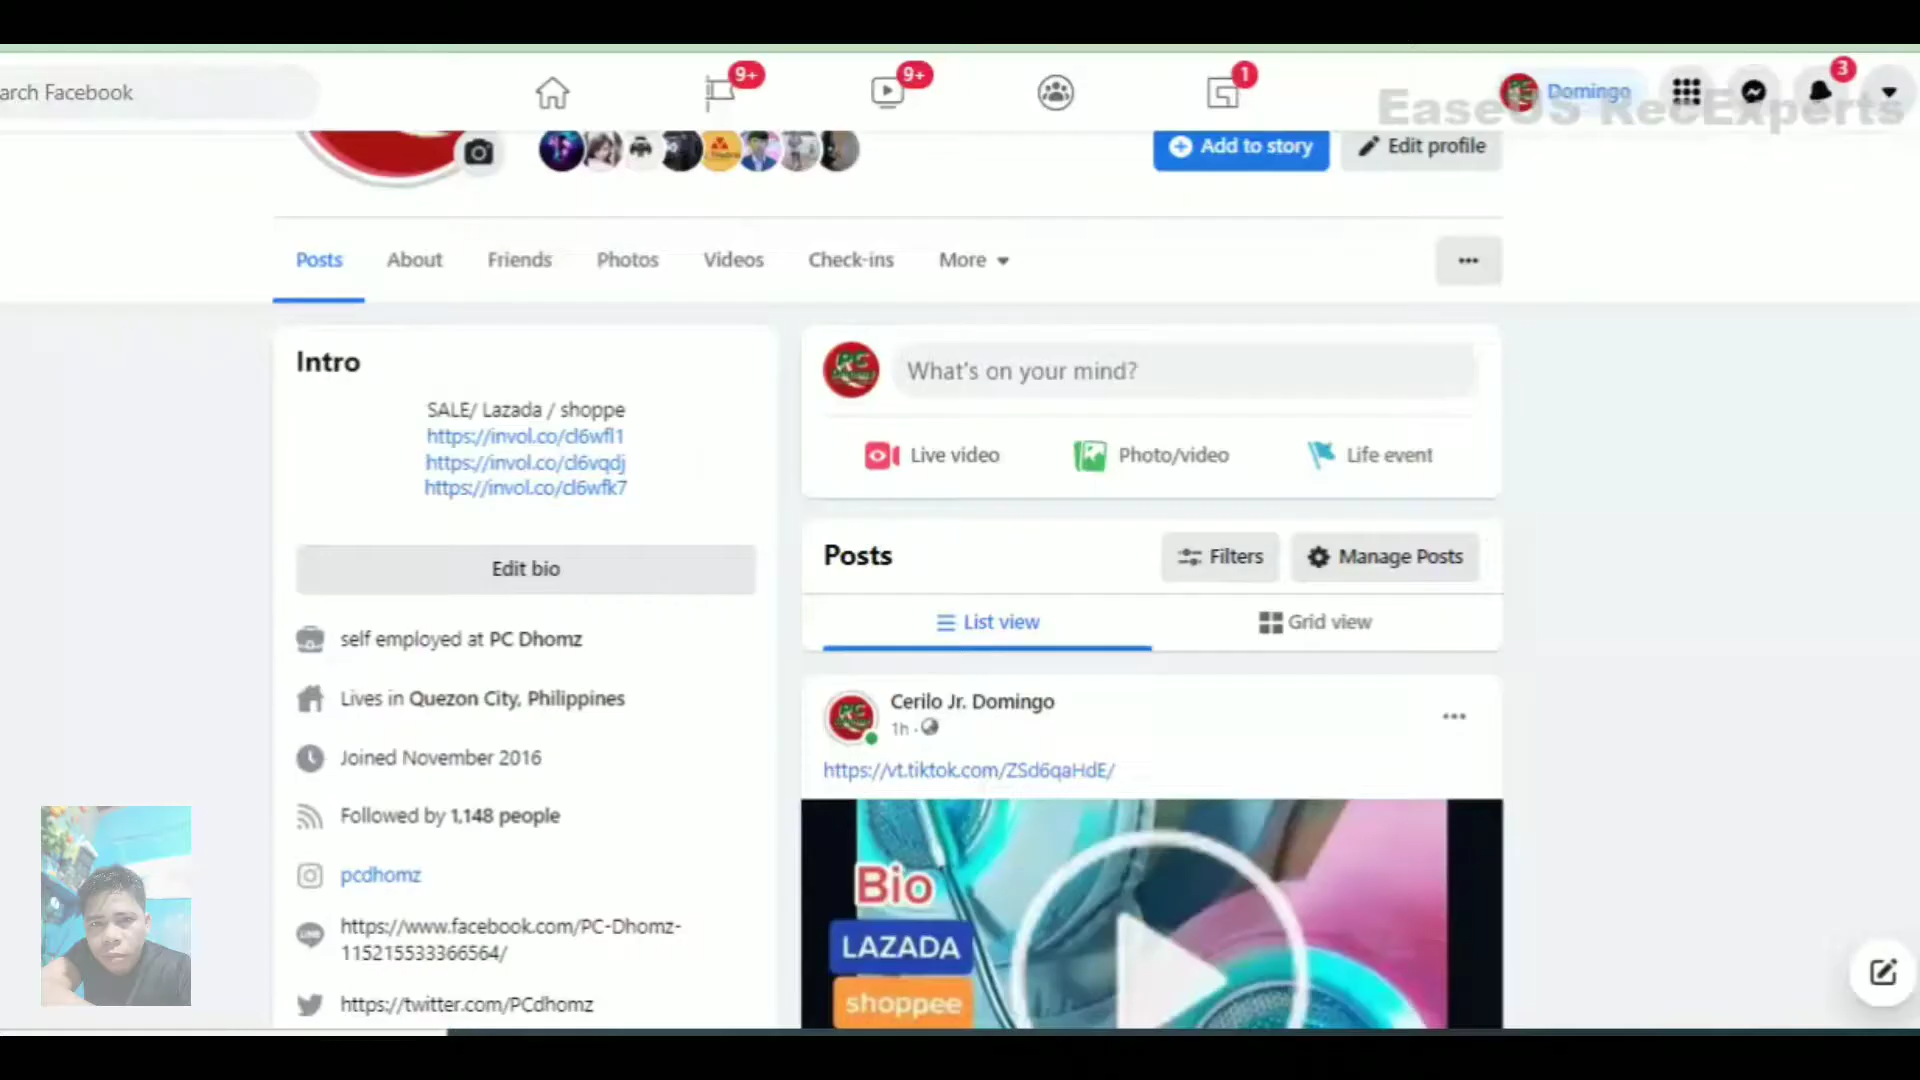 arch Facebook
9+
9+
1
Domingo
3
EaseUS RecExperts
Add to story
Edit profile
Posts
About
Friends
Photos
Videos
Check-ins
More
Intro
SALE/ Lazada / shoppe
https://invol.co/cl6wfl1
https://invol.co/cl6vqdj
https://invol.co/cl6wfk7
Edit bio
self employed at PC Dhomz
Lives in Quezon City, Philippines
Joined November 2016
Followed by 1,148 people
pcdhomz
https://www.facebook.com/PC-Dhomz-
115215533366564/
https://twitter.com/PCdhomz
What's on your mind?
Live video
Photo/video
Life event
Posts
Filters
Manage Posts
List view
Grid view
Cerilo Jr. Domingo
1h ·
https://vt.tiktok.com/ZSd6qaHdE/
Bio
LAZADA
shoppee